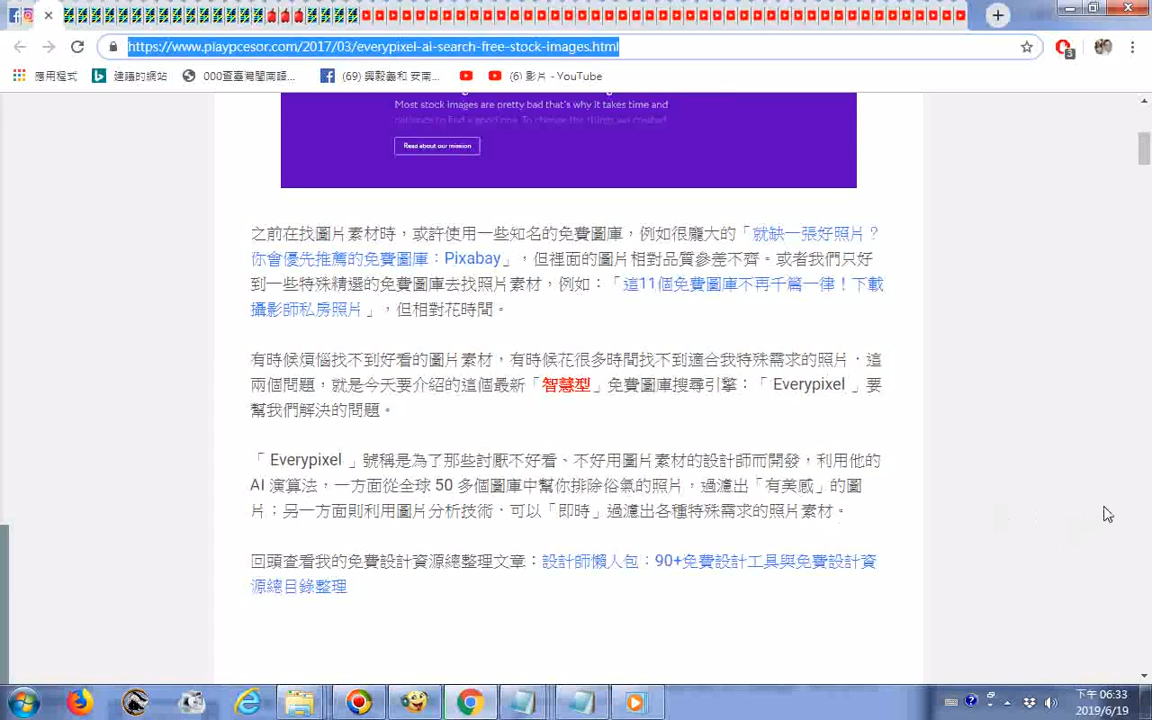 https://www.playpcesor.com/2017/03/everypixel-ai-search-free-stock-images.html
3
應用程式
建錩的網站
000查臺灣閩南語...
(69) 與毅義和 安南...
(6) 影片 - YouTube
Most stock images are pretty bad that's why it takes time and
patience to find a good one. To change the things we created
Read about our mission
之前在找圖片素材時，或許使用一些知名的免費圖庫，例如很龐大的「就缺一張好照片？
你會優先推薦的免費圖庫：Pixabay」，但裡面的圖片相對品質參差不齊。或者我們只好
到一些特殊精選的免費圖庫去找照片素材，例如：「這11個免費圖庫不再千篇一律！下載
攝影師私房照片」，但相對花時間。
有時候煩惱找不到好看的圖片素材，有時候花很多時間找不到適合我特殊需求的照片，這
兩個問題，就是今天要介紹的這個最新「智慧型」免費圖庫搜尋引擎：「 Everypixel 」要
幫我們解決的問題。
「 Everypixel 」號稱是為了那些討厭不好看、不好用圖片素材的設計師而開發，利用他的
AI 演算法，一方面從全球 50 多個圖庫中幫你排除俗氣的照片，過濾出「有美感」的圖
片；另一方面則利用圖片分析技術，可以「即時」過濾出各種特殊需求的照片素材。
回頭查看我的免費設計資源總整理文章：設計師懶人包：90+免費設計工具與免費設計資
源總目錄整理
下午 06:33
2019/6/19